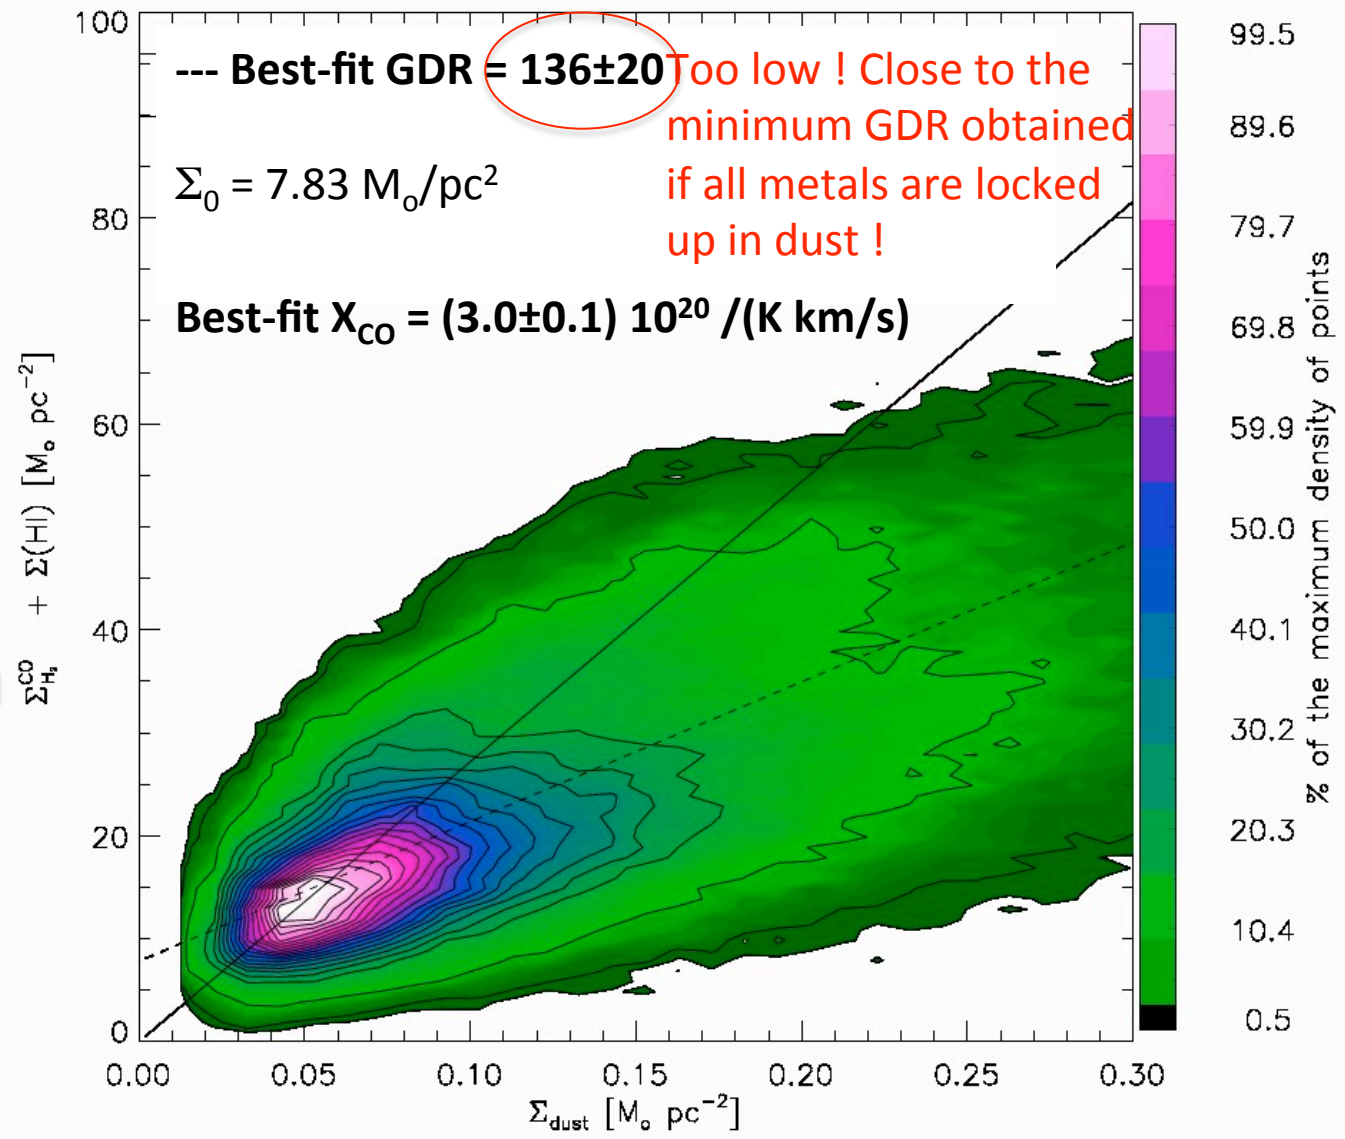 --- Best-fit GDR = 136±20 Too low ! Close to the
minimum GDR obtained
if all metals are locked
up in dust !
Σ₀ = 7.83 Mₒ/pc²
Best-fit X_CO = (3.0±0.1) 10²⁰ /(K km/s)
100
80
60
40
20
0
Σ^CO_H₂ + Σ(HI) [Mₒ pc⁻²]
0.00 0.05 0.10 0.15 0.20 0.25 0.30
Σ_dust [Mₒ pc⁻²]
99.5
89.6
79.7
69.8
59.9
50.0
40.1
30.2
20.3
10.4
0.5
% of the maximum density of points